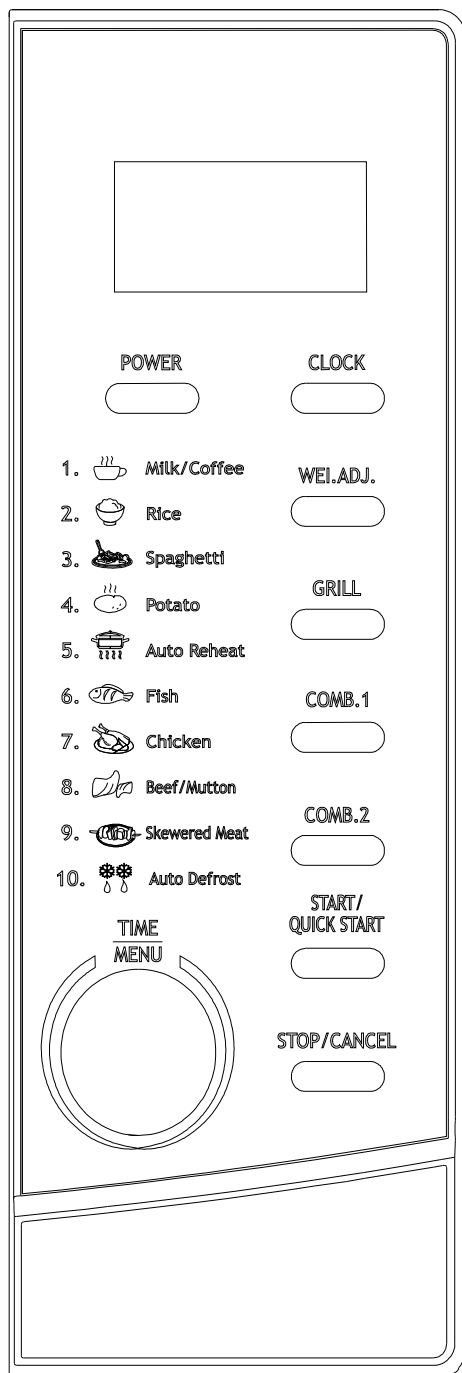 POWER
CLOCK
1. Milk/Coffee
2. Rice
3. Spaghetti
4. Potato
5. Auto Reheat
6. Fish
7. Chicken
8. Beef/Mutton
9. Skewered Meat
10. Auto Defrost
WEI.ADJ.
GRILL
COMB.1
COMB.2
START/
QUICK START
STOP/CANCEL
TIME
MENU